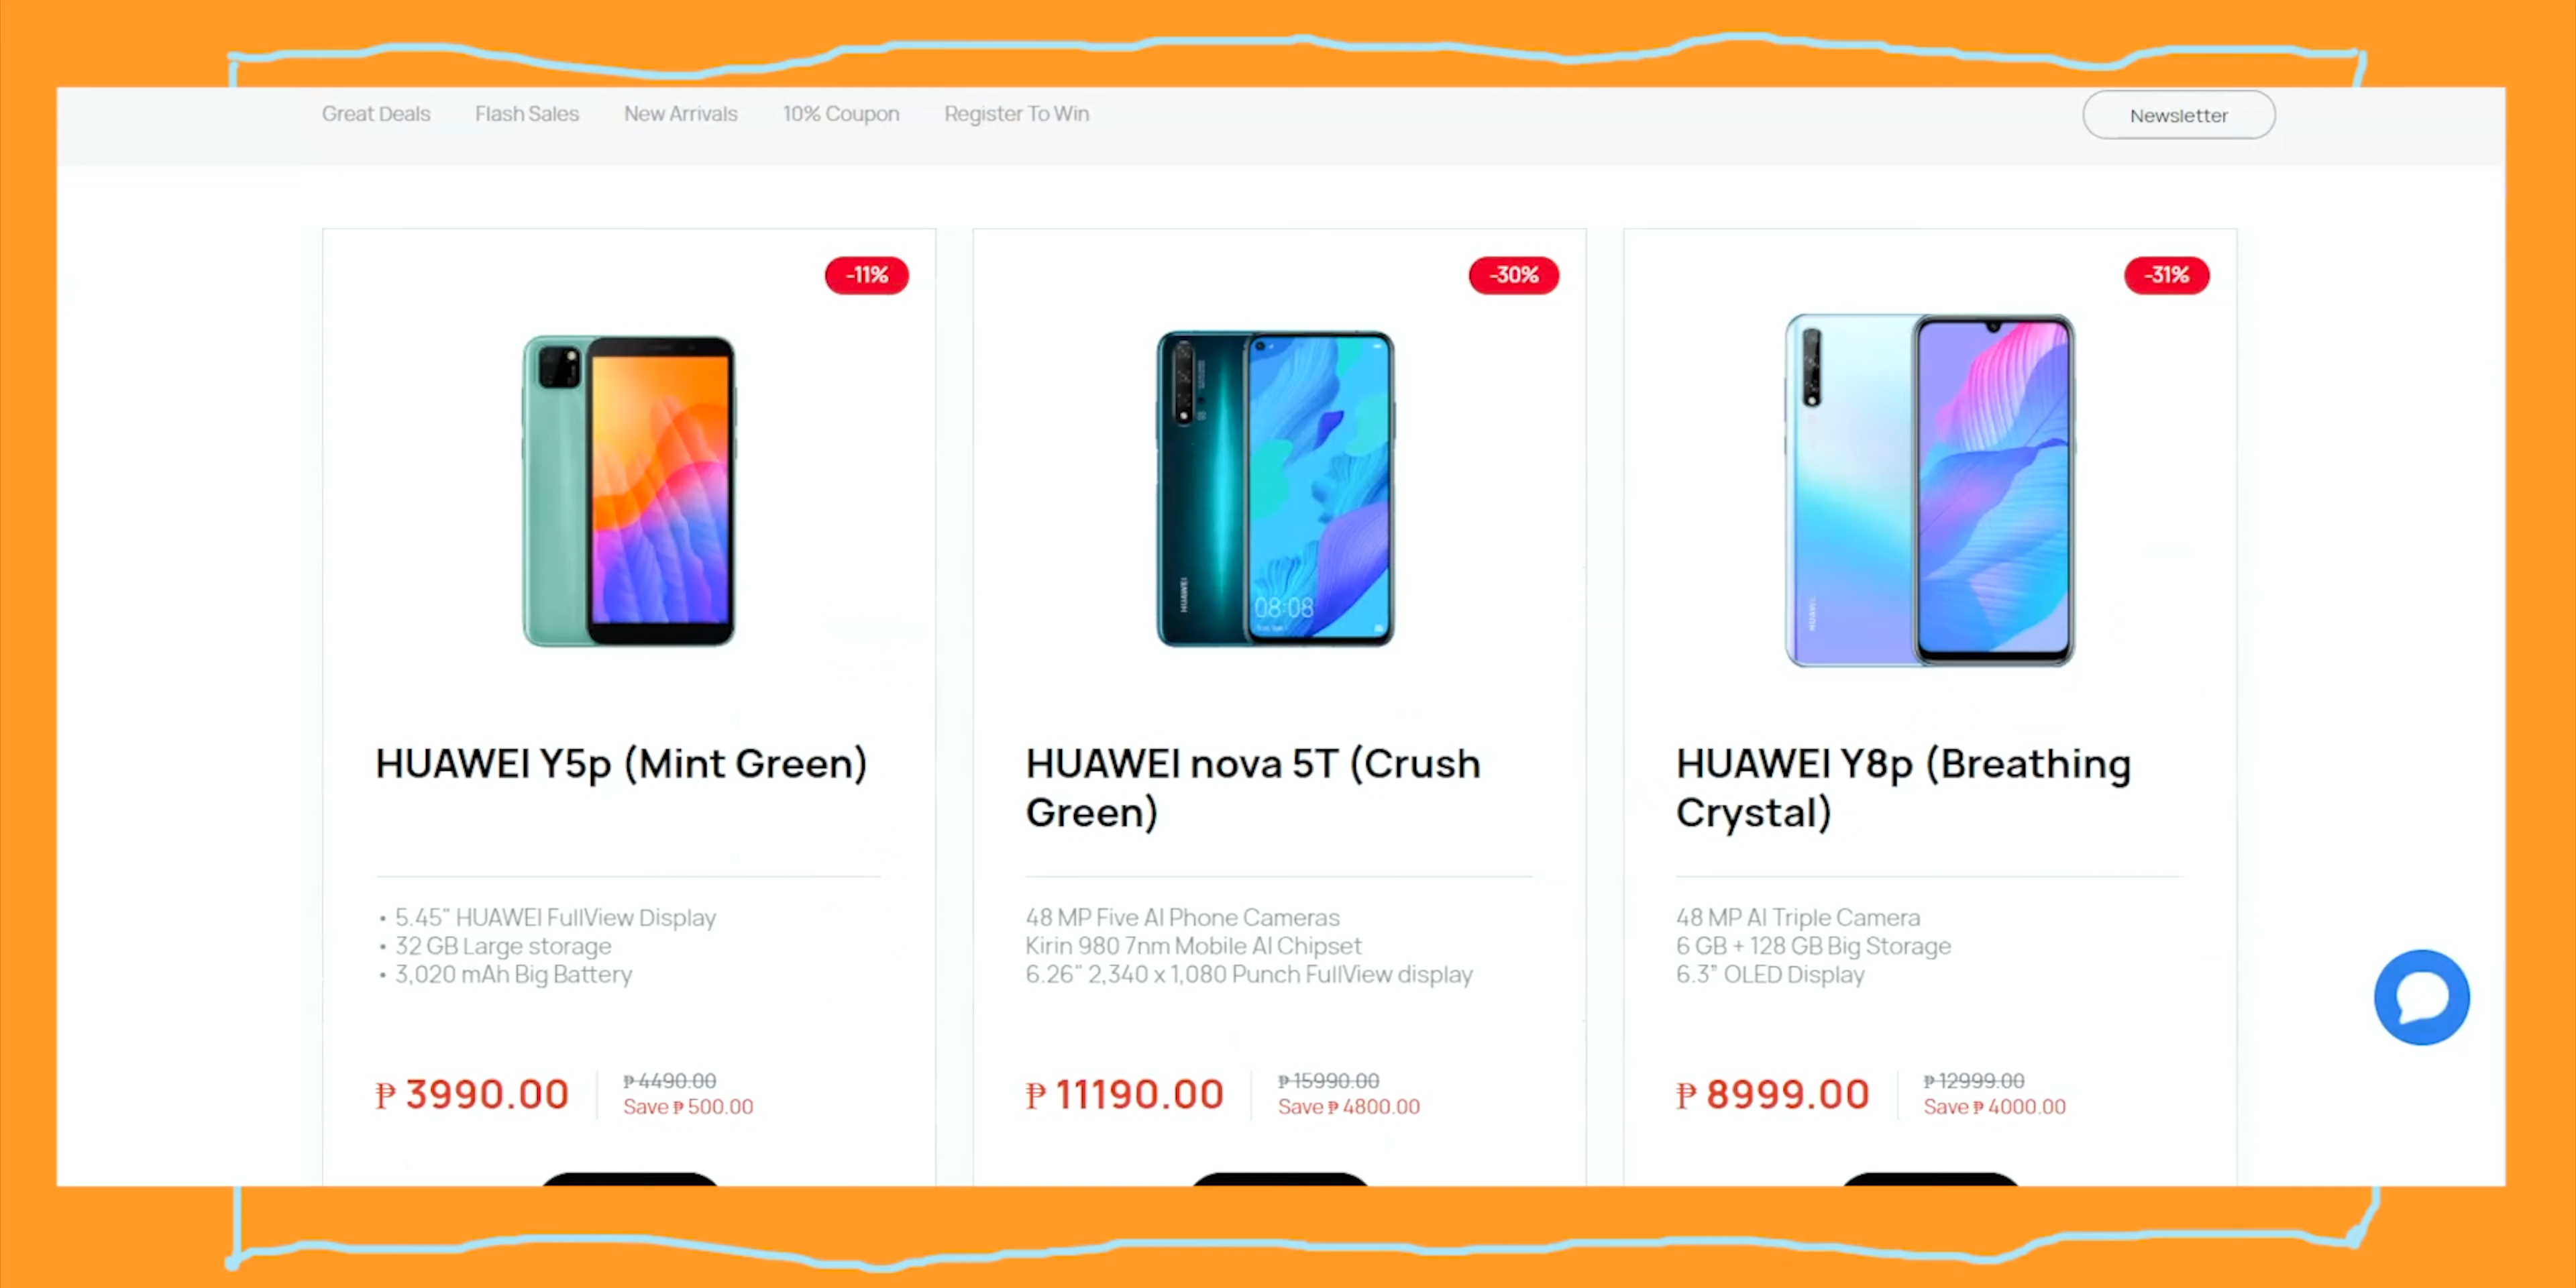 Great Deals Flash Sales New Arrivals 10% Coupon Register To Win Newsletter
-11%
HUAWEI Y5p (Mint Green)
• 5.45" HUAWEI FullView Display
• 32 GB Large storage
• 3,020 mAh Big Battery
₱ 3990.00
₱ 4490.00
Save ₱ 500.00
-30%
HUAWEI
08:08
HUAWEI nova 5T (Crush
Green)
48 MP Five AI Phone Cameras
Kirin 980 7nm Mobile AI Chipset
6.26" 2,340 x 1,080 Punch FullView display
₱ 11190.00
₱ 15990.00
Save ₱ 4800.00
-31%
HUAWEI
HUAWEI Y8p (Breathing
Crystal)
48 MP AI Triple Camera
6 GB + 128 GB Big Storage
6.3” OLED Display
₱ 8999.00
₱ 12999.00
Save ₱ 4000.00